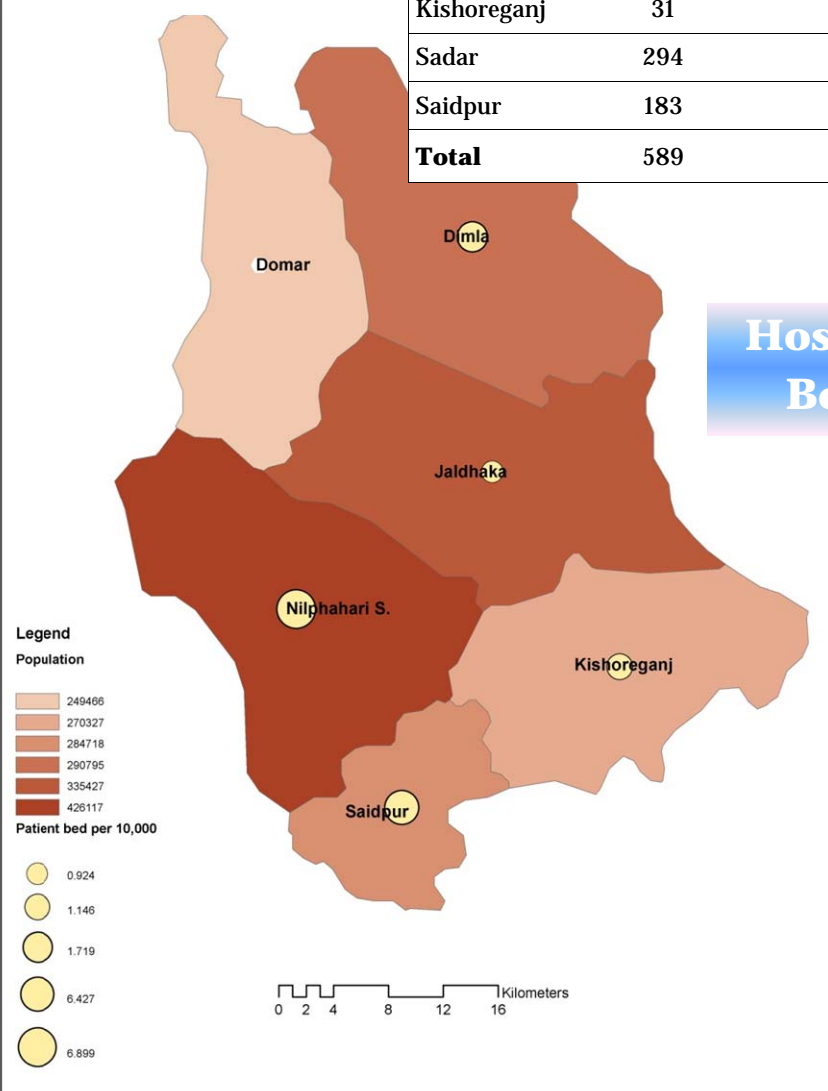 Kishoreganj 31
Sadar 294
Saidpur 183
Total 589
Dimla
Domar
Hos
Be
Jaldhaka
Nilphahari S.
Kishoreganj
Saidpur
Legend
Population
249466
270327
284718
290795
335427
426117
Patient bed per 10,000
0.924
1.146
1.719
6.427
6.899
Kilometers
0 2 4 8 12 16